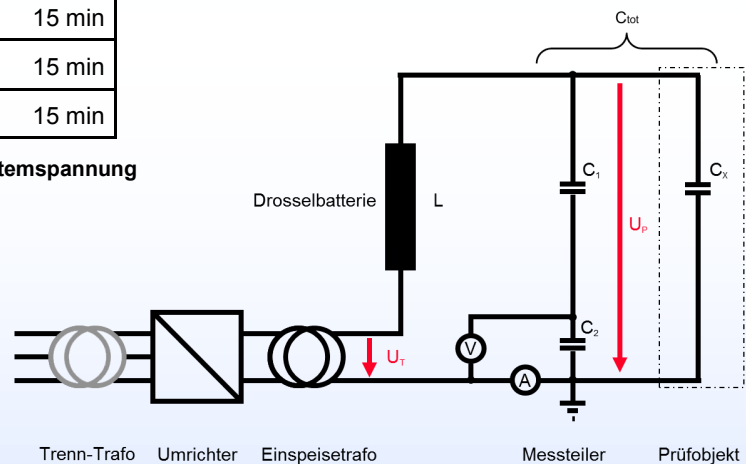 15 min
15 min
15 min
temspannung
Ctot
Drosselbatterie L
C1
CX
UP
C2
V
UT
A
Trenn-Trafo Umrichter Einspeisetrafo Messteiler Prüfobjekt